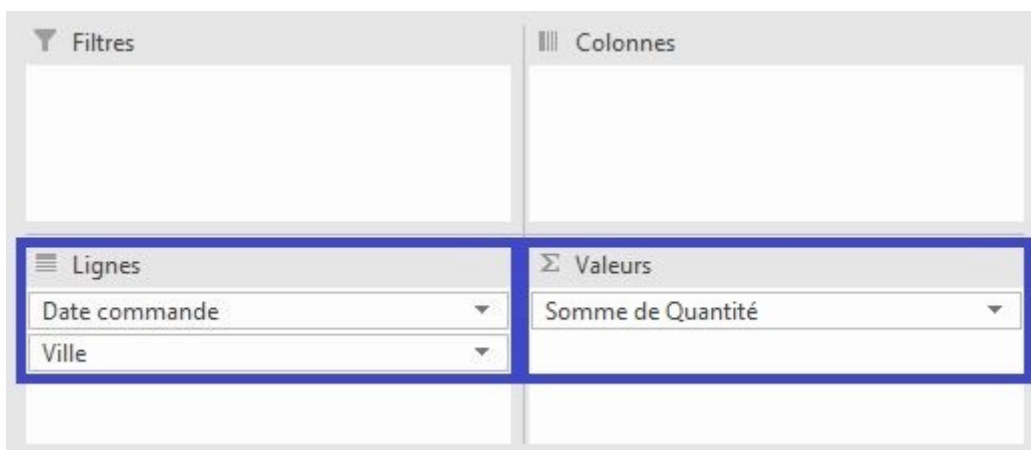 Filtres
Colonnes
Lignes
Σ Valeurs
Date commande
Somme de Quantité
Ville